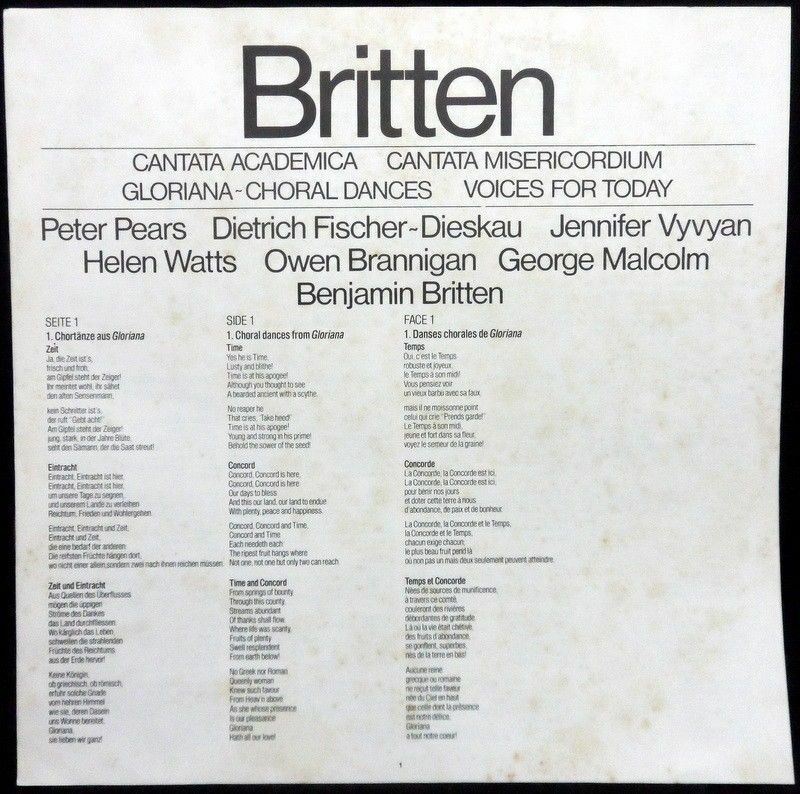 Britten
CANTATA ACADEMICA CANTATA MISERICORDIUM
GLORIANA~CHORAL DANCES VOICES FOR TODAY
Peter Pears Dietrich Fischer~Dieskau Jennifer Vyvyan
Helen Watts Owen Brannigan George Malcolm
Benjamin Britten
SEITE 1
1. Chortänze aus Gloriana
Zeit
Ja, die Zeit ist's,
frisch und froh,
am Gipfel steht der Zeiger!
Ihr meintet wohl, ihr sähet
den alten Sensenmann,
kein Schnitter ist's,
der ruft "Gebt acht!"
Am Gipfel steht der Zeiger!
jung, stark, in der Jahre Blüte,
seht den Sämann, der die Saat streut!
Eintracht
Eintracht, Eintracht ist hier,
Eintracht, Eintracht ist hier,
um unsere Tage zu segnen,
und unserem Lande zu verleihen
Reichtum, Frieden und Wohlergehen.
Eintracht, Eintracht und Zeit,
Eintracht und Zeit,
die eine bedarf der anderen.
Die reifsten Früchte hängen dort,
wo nicht einer allein,sondern zwei nach ihnen reichen müssen.
Zeit und Eintracht
Aus Quellen des Überflusses
mögen die üppigen
Ströme des Dankes
das Land durchfliessen.
Wo kärglich das Leben,
schwellen die strahlenden
Früchte des Reichtums
aus der Erde hervor!
Keine Königin,
ob griechisch, ob römisch,
erfuhr solche Gnade
vom hehren Himmel
wie sie, deren Dasein
uns Wonne bereitet.
Gloriana,
sie lieben wir ganz!
SIDE 1
1. Choral dances from Gloriana
Time
Yes he is Time,
Lusty and blithe!
Time is at his apogee!
Although you thought to see
A bearded ancient with a scythe.
No reaper he
That cries, 'Take heed!'
Time is at his apogee!
Young and strong in his prime!
Behold the sower of the seed!
Concord
Concord, Concord is here,
Concord, Concord is here,
Our days to bless
And this our land, our land to endue
With plenty, peace and happiness.
Concord, Concord and Time,
Concord and Time
Each needeth each:
The ripest fruit hangs where
Not one, not one but only two can reach.
Time and Concord
From springs of bounty
Through this county,
Streams abundant
Of thanks shall flow.
Where life was scanty,
Fruits of plenty
Swell resplendent
From earth below!
No Greek nor Roman
Queenly woman
Knew such favour
From Heav'n above
As she whose presence
Is our pleasance
Gloriana
Hath all our love!
FACE 1
1. Danses chorales de Gloriana
Temps
Oui, c'est le Temps
robuste et joyeux,
le Temps à son midi!
Vous pensiez voir
un vieux barbu avec sa faux,
mais il ne moissonne point
celui qui crie "Prends garde!"
Le Temps à son midi,
jeune et fort dans sa fleur,
voyez le semeur de la graine!
Concorde
La Concorde, la Concorde est ici,
La Concorde, la Concorde est ici,
pour bénir nos jours
et doter cette terre à nous
d'abondance, de paix et de bonheur.
La Concorde, la Concorde et le Temps,
la Concorde et le Temps,
chacun exige chacun;
le plus beau fruit pend là
où non pas un mais deux seulement peuvent atteindre.
Temps et Concorde
Nées de sources de munificence,
à travers ce comté,
couleront des rivières
débordantes de gratitude.
Là où la vie était chétive,
des fruits d'abondance,
se gonflent, superbes,
nés de la terre en bas!
Aucune reine
grecque ou romaine
ne reçut telle faveur
née du Ciel en haut
que celle dont la présence
est notre délice.
Gloriana
a tout notre coeur!
1